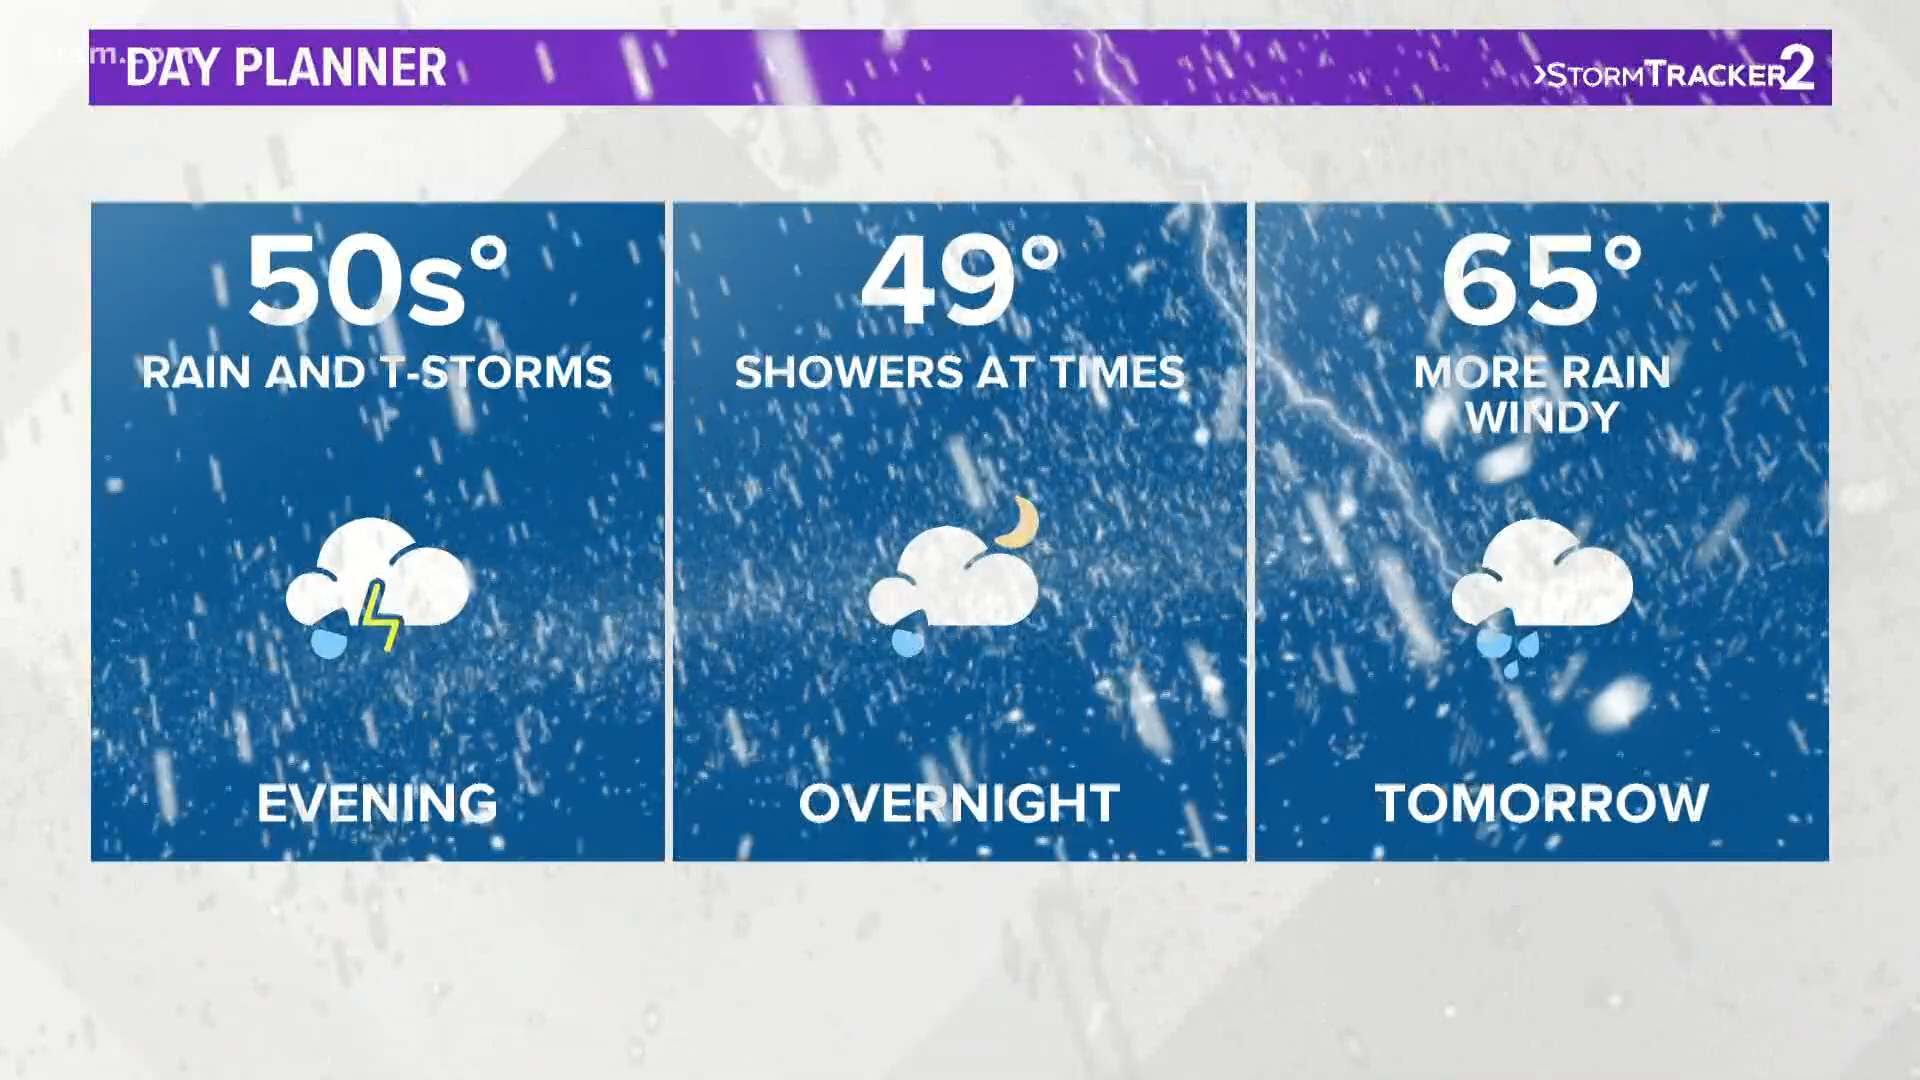 DAY PLANNER
›STORMTRACKER2
50s°
RAIN AND T-STORMS
EVENING
49°
SHOWERS AT TIMES
OVERNIGHT
65°
MORE RAIN
WINDY
TOMORROW